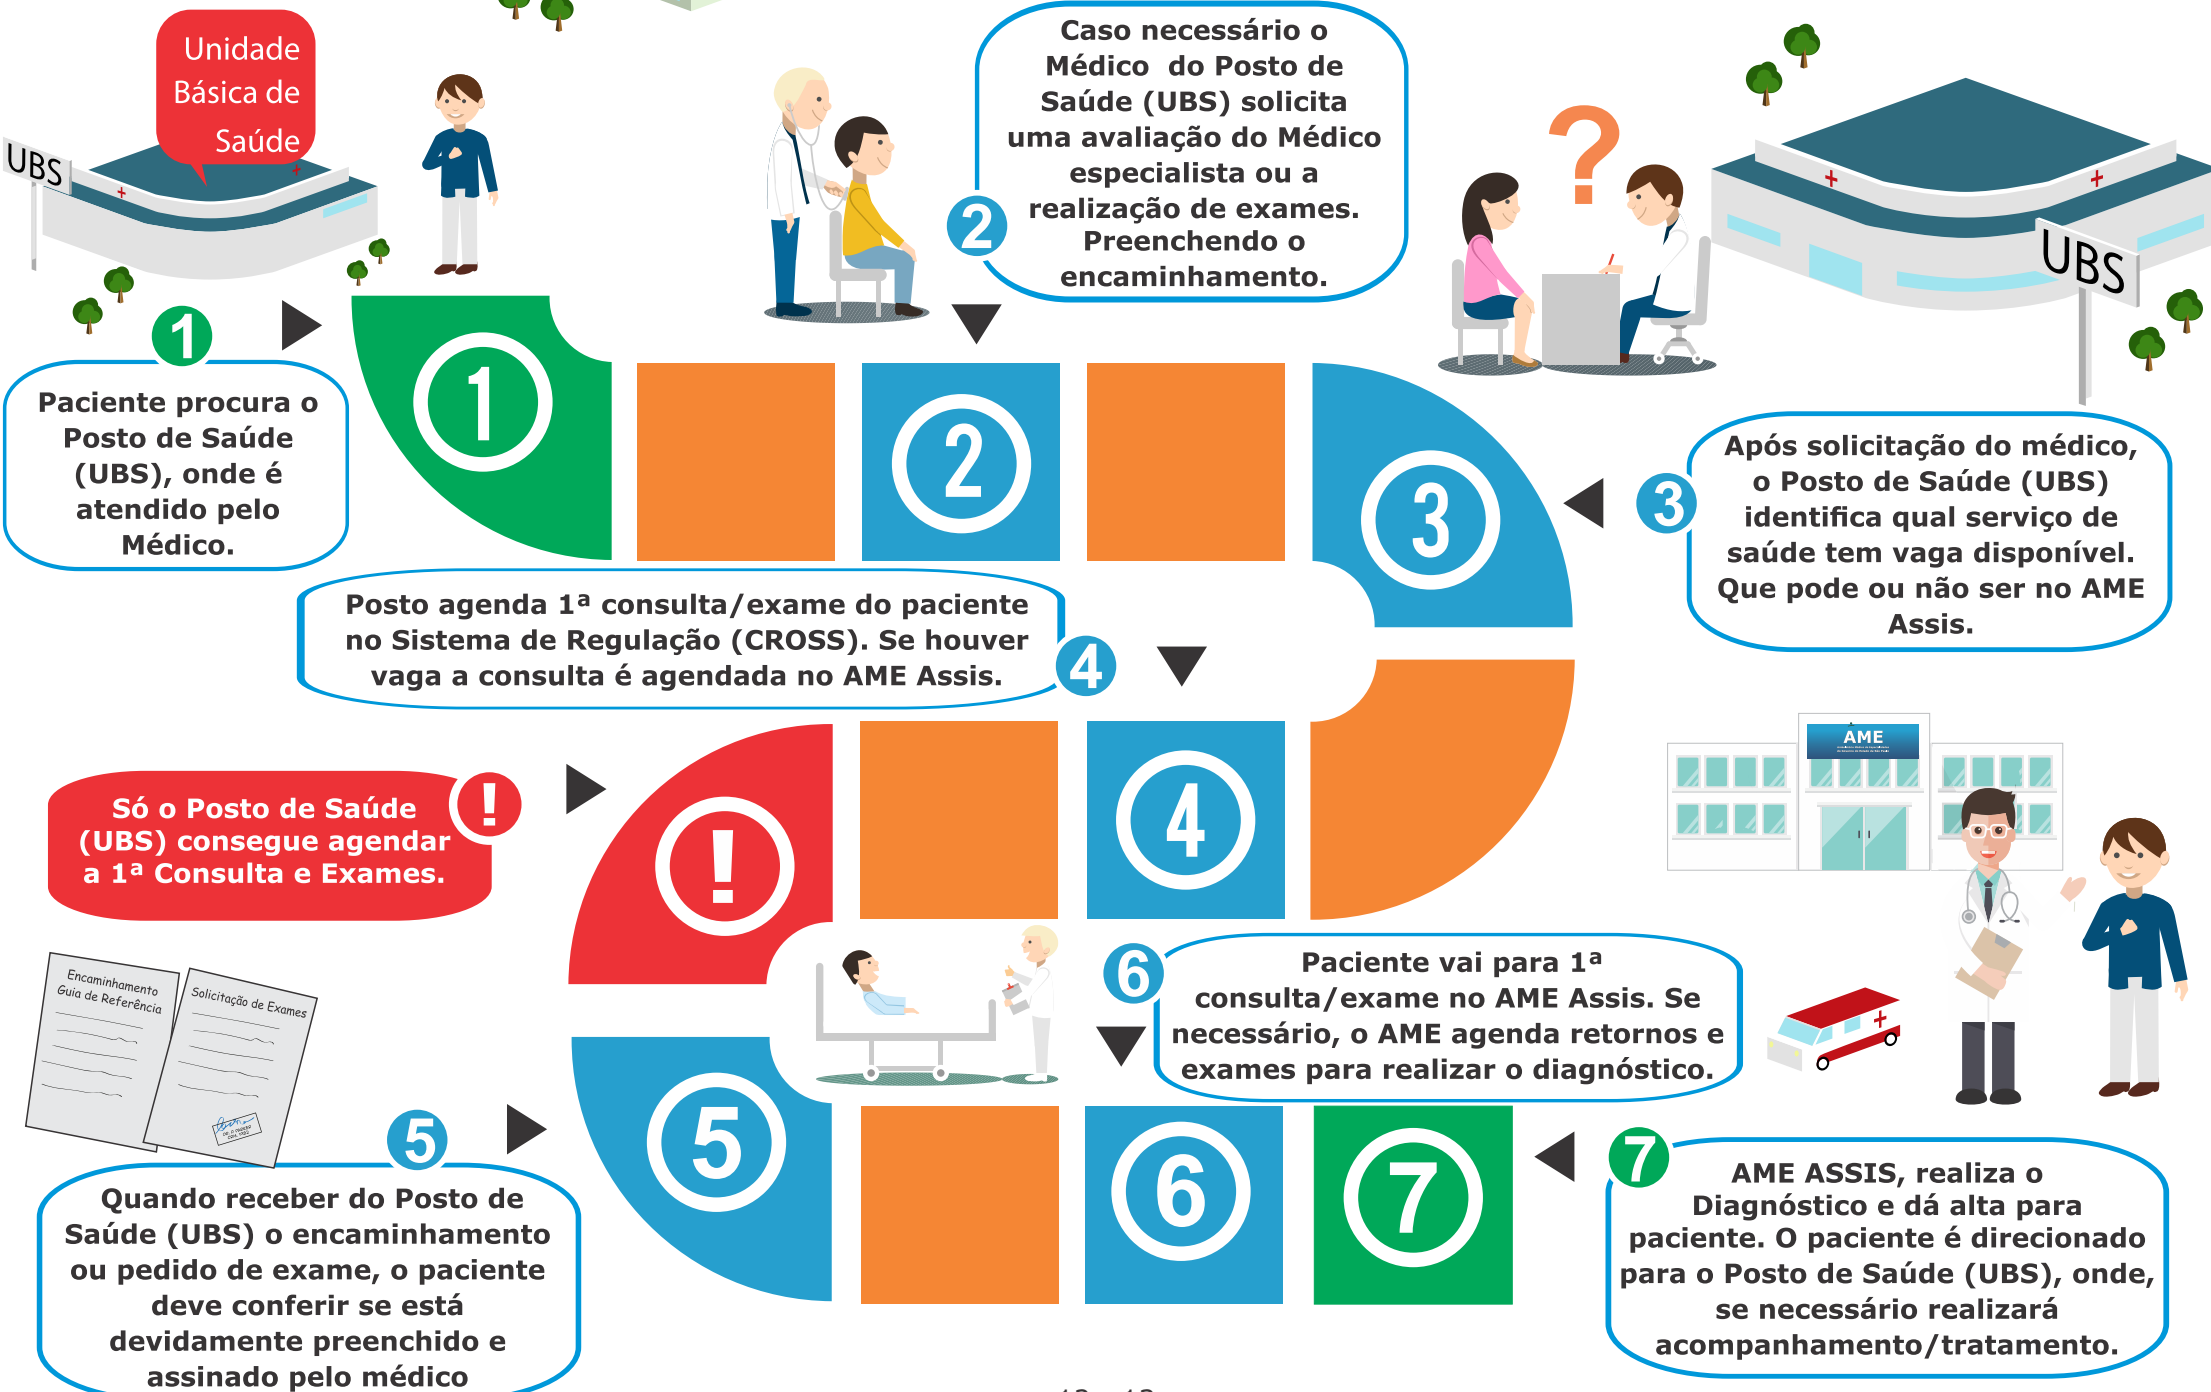 Unidade
Básica de
Saúde
UBS
1
Paciente procura o
Posto de Saúde
(UBS), onde é
atendido pelo
Médico.
1
Caso necessário o
Médico do Posto de
Saúde (UBS) solicita
uma avaliação do Médico
especialista ou a
realização de exames.
Preenchendo o
encaminhamento.
2
2
?
UBS
3
3
Após solicitação do médico,
o Posto de Saúde (UBS)
identifica qual serviço de
saúde tem vaga disponível.
Que pode ou não ser no AME
Assis.
Posto agenda 1ª consulta/exame do paciente
no Sistema de Regulação (CROSS). Se houver
vaga a consulta é agendada no AME Assis.
4
4
Só o Posto de Saúde
(UBS) consegue agendar
a 1ª Consulta e Exames.
!
!
AME
Encaminhamento
Guia de Referência
Solicitação de Exames
5
5
Quando receber do Posto de
Saúde (UBS) o encaminhamento
ou pedido de exame, o paciente
deve conferir se está
devidamente preenchido e
assinado pelo médico
6
Paciente vai para 1ª
consulta/exame no AME Assis. Se
necessário, o AME agenda retornos e
exames para realizar o diagnóstico.
6
7
7
AME ASSIS, realiza o
Diagnóstico e dá alta para
paciente. O paciente é direcionado
para o Posto de Saúde (UBS), onde,
se necessário realizará
acompanhamento/tratamento.